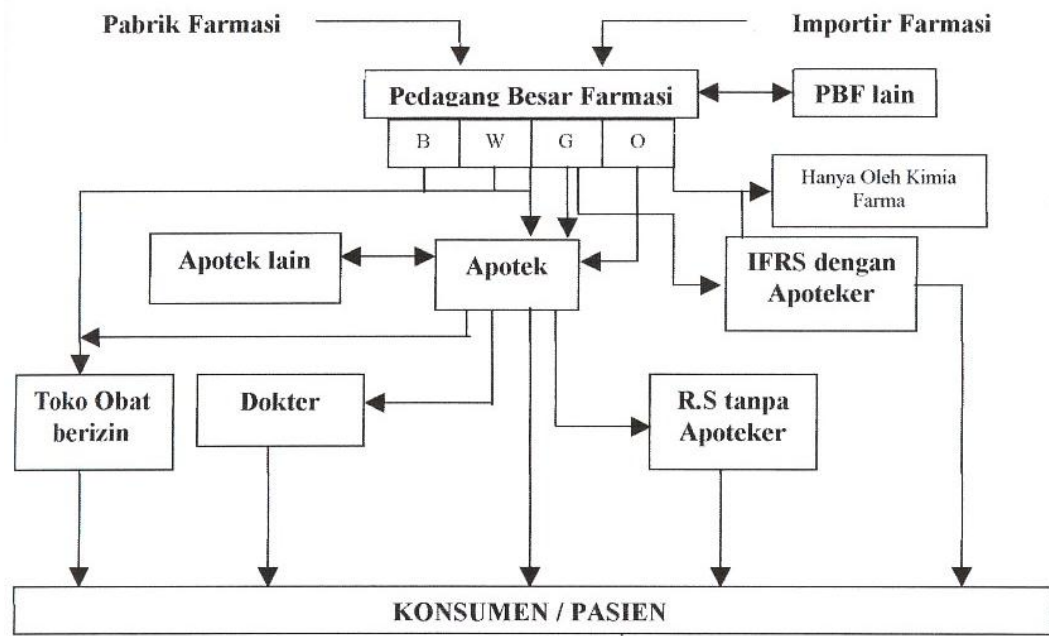 Pabrik Farmasi
Importir Farmasi
Pedagang Besar Farmasi
PBF lain
B
W
G
O
Hanya Oleh Kimia
Farma
Apotek lain
Apotek
IFRS dengan
Apoteker
Toko Obat
berizin
Dokter
R.S tanpa
Apoteker
KONSUMEN / PASIEN